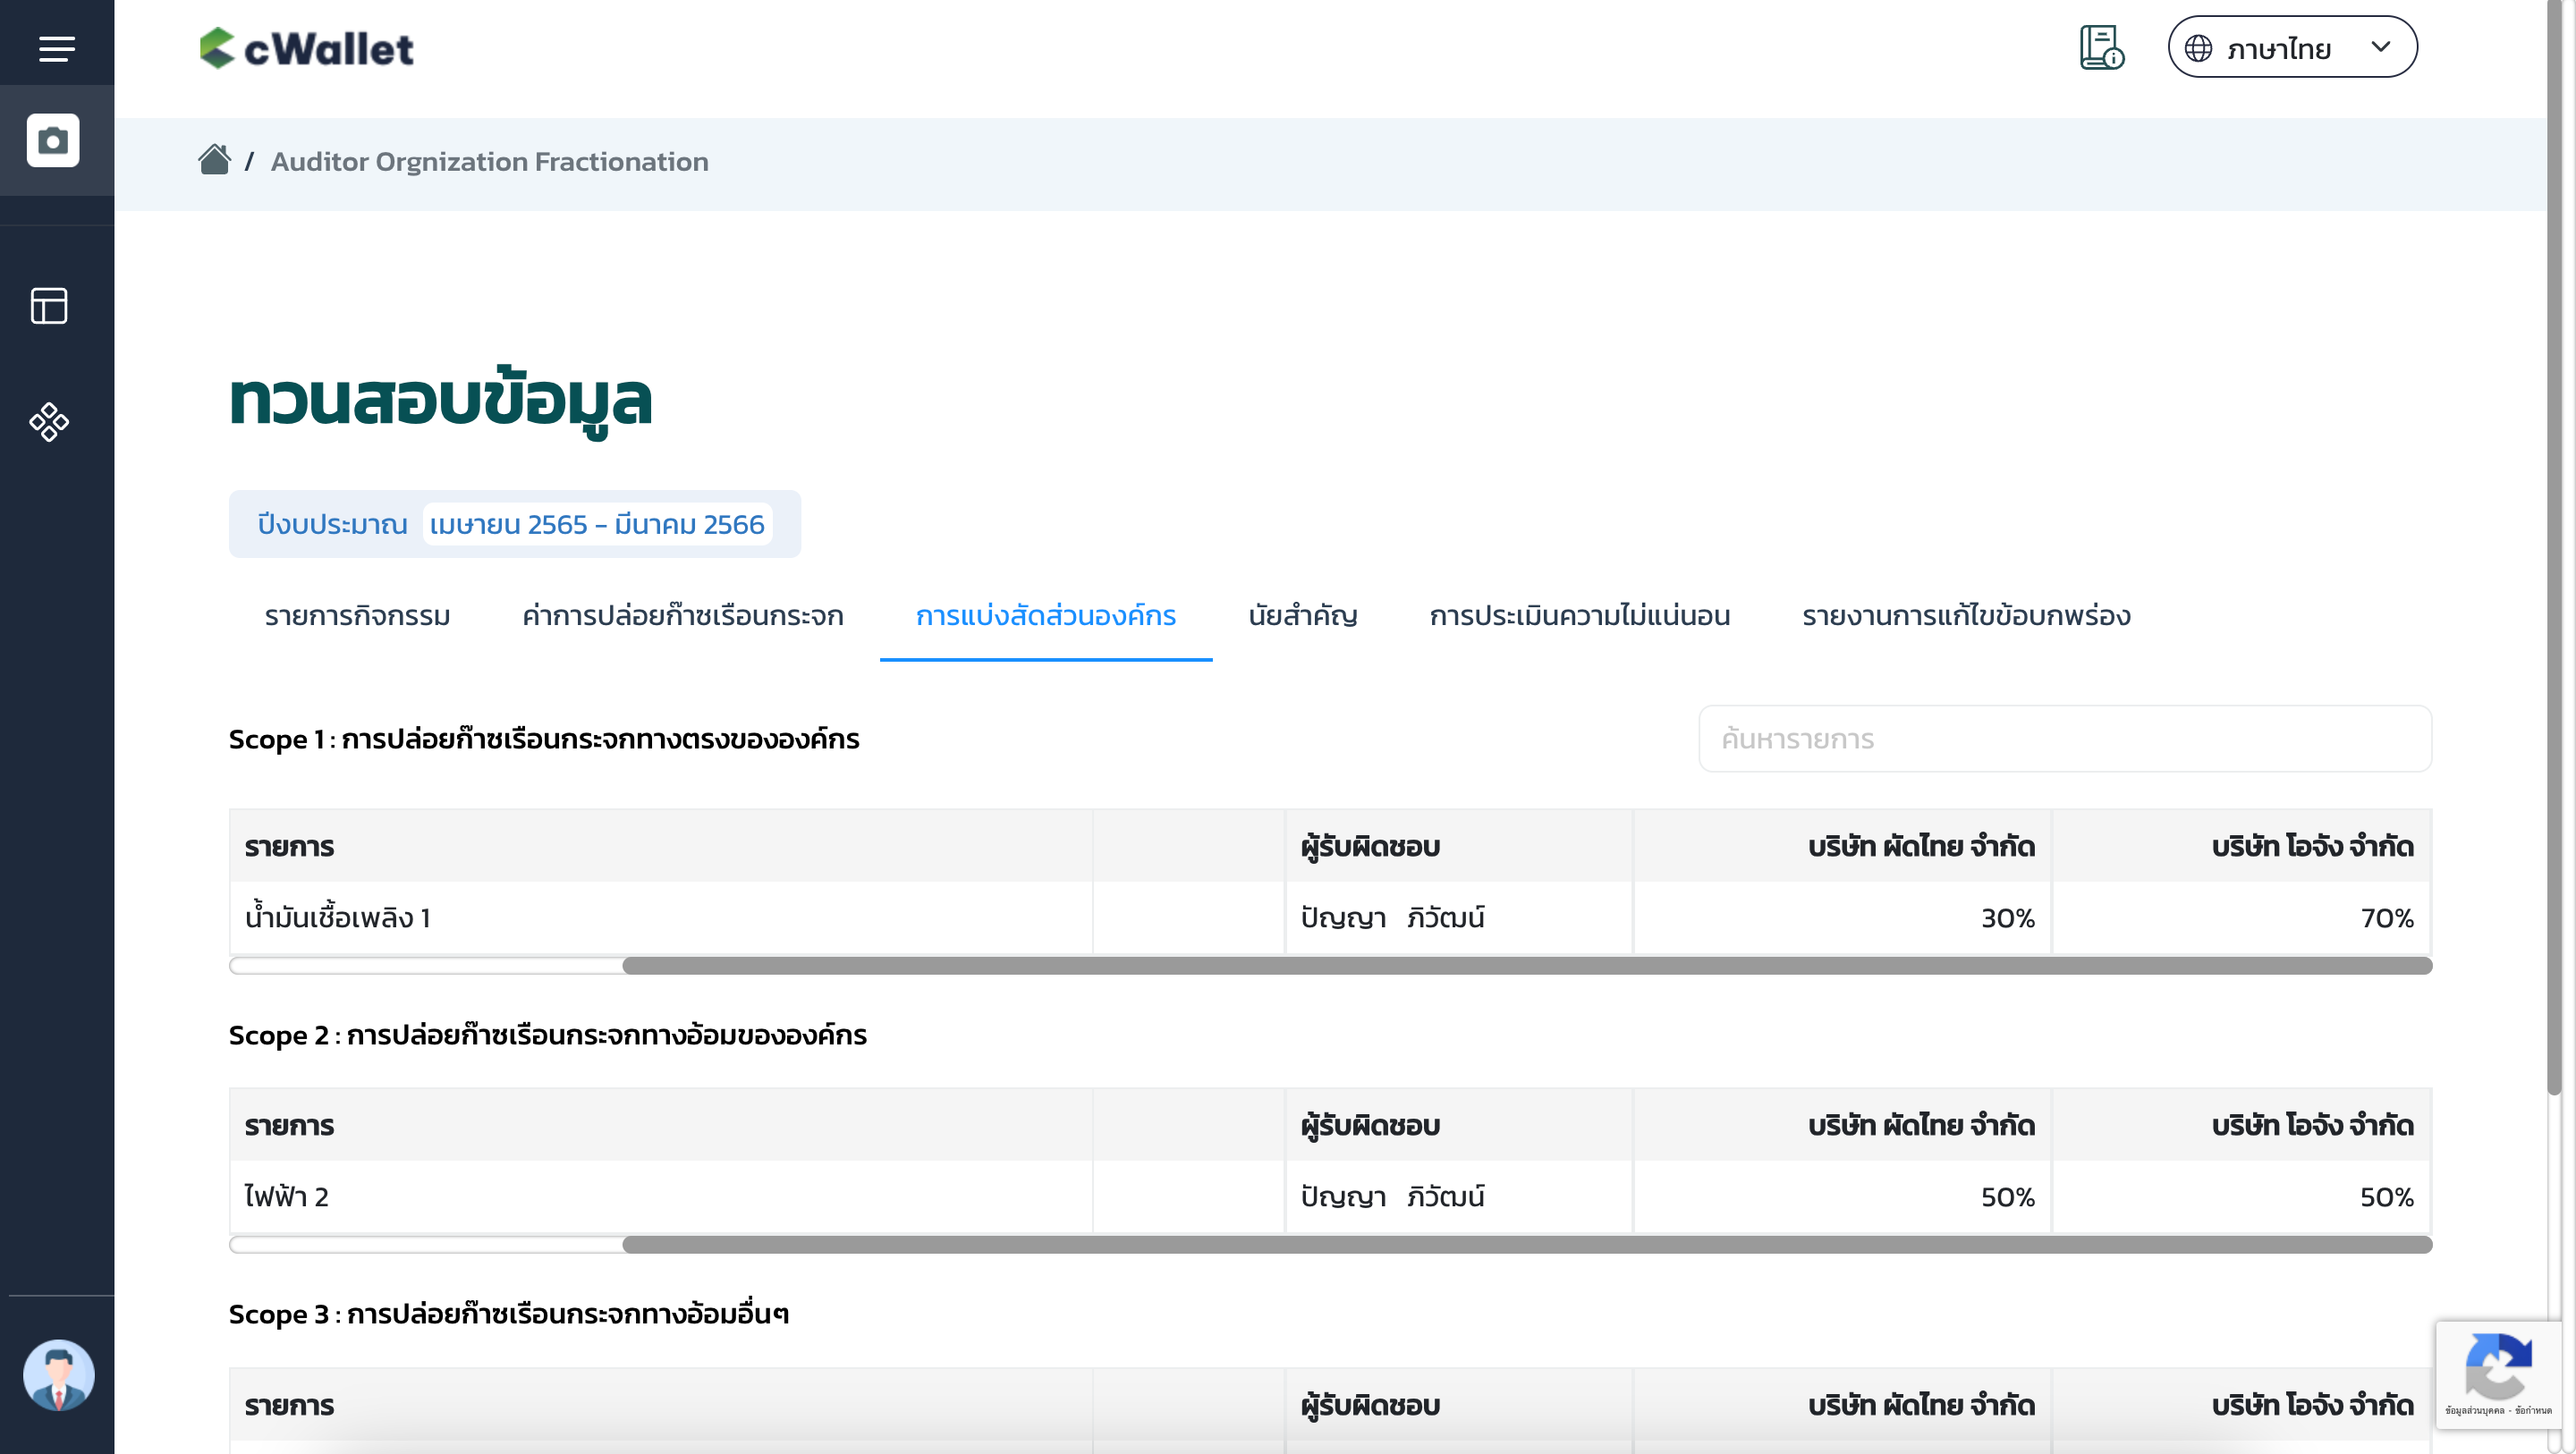 cWallet
ภาษาไทย
/ Auditor Orgnization Fractionation
ทวนสอบข้อมูล
ปีงบประมาณ เมษายน 2565 - มีนาคม 2566
รายการกิจกรรม ค่าการปล่อยก๊าซเรือนกระจก การแบ่งสัดส่วนองค์กร นัยสำคัญ การประเมินความไม่แน่นอน รายงานการแก้ไขข้อบกพร่อง
Scope 1 : การปล่อยก๊าซเรือนกระจกทางตรงขององค์กร ค้นหารายการ
รายการ ผู้รับผิดชอบ บริษัท ผัดไทย จำกัด บริษัท โอจัง จำกัด
น้ำมันเชื้อเพลิง 1 ปัญญา ภิวัฒน์ 30% 70%
Scope 2 : การปล่อยก๊าซเรือนกระจกทางอ้อมขององค์กร
รายการ ผู้รับผิดชอบ บริษัท ผัดไทย จำกัด บริษัท โอจัง จำกัด
ไฟฟ้า 2 ปัญญา ภิวัฒน์ 50% 50%
Scope 3 : การปล่อยก๊าซเรือนกระจกทางอ้อมอื่นๆ
รายการ ผู้รับผิดชอบ บริษัท ผัดไทย จำกัด บริษัท โอจัง จำกัด
ข้อมูลส่วนบุคคล - ข้อกำหนด